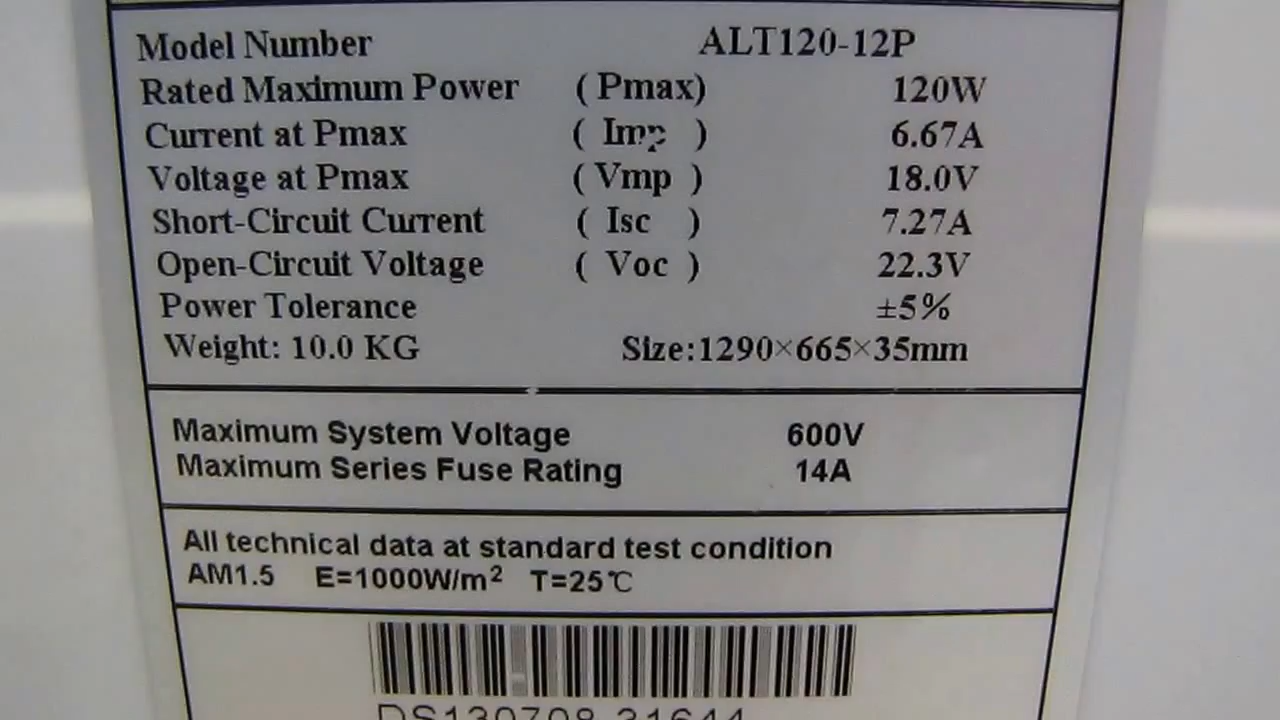 Model Number ALT120-12P
Rated Maximum Power (Pmax) 120W
Current at Pmax (Imp) 6.67A
Voltage at Pmax (Vmp) 18.0V
Short-Circuit Current (Isc) 7.27A
Open-Circuit Voltage (Voc) 22.3V
Power Tolerance ±5%
Weight: 10.0 KG Size:1290×665×35mm
Maximum System Voltage 600V
Maximum Series Fuse Rating 14A
All technical data at standard test condition
AM1.5 E=1000W/m² T=25℃
DS130708 31644